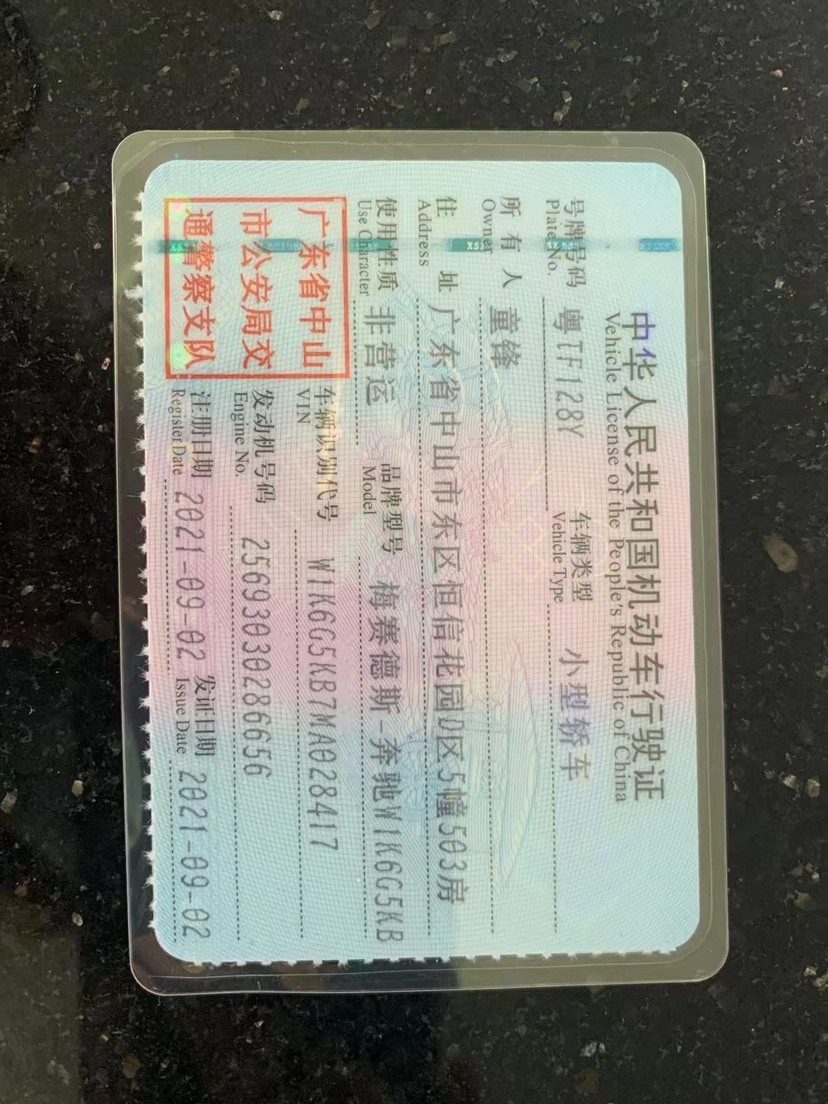 中华人民共和国机动车行驶证
Vehicle License of the People's Republic of China
号牌号码 粤TF128Y 车辆类型 小型轿车
Plate No. Vehicle Type
所有人 童锋
Owner
住址 广东省中山市东区恒信花园D区5幢503房
Address
使用性质 非营运 品牌型号 梅赛德斯-奔驰W1K6G5KB
Use Character Model
广东省中山
市公安局交
通警察支队
车辆识别代号 W1K6G5KB7MA028417
VIN
发动机号码 25693030286656
Engine No.
注册日期 2021-09-02 发证日期 2021-09-02
Register Date Issue Date